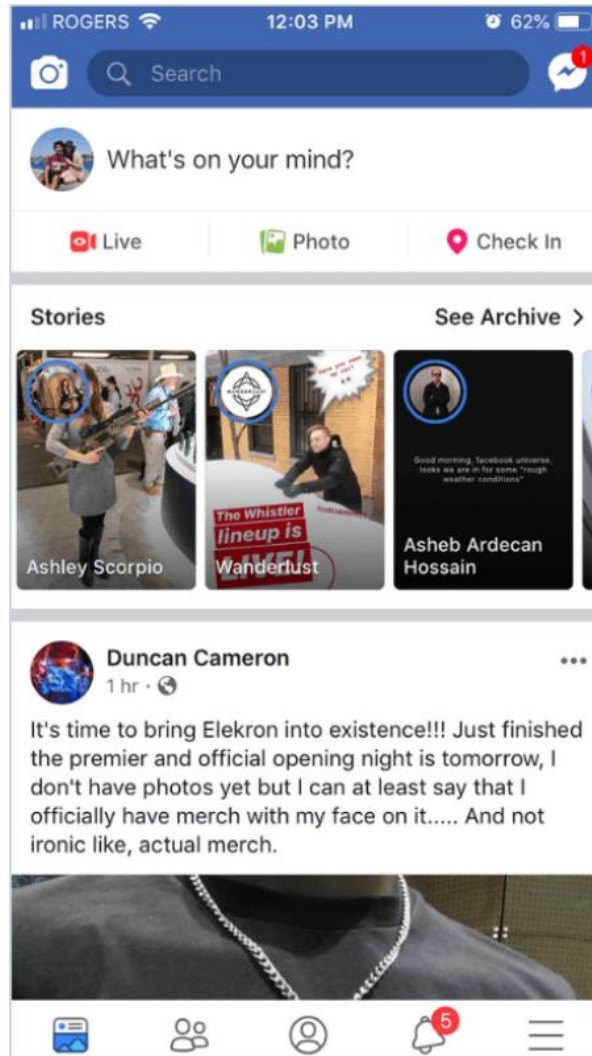 ROGERS 12:03 PM 62%
Search
1
What's on your mind?
Live Photo Check In
Stories See Archive >
WANDERLUST
Good morning, facebook universe,
looks we are in for some "rough
weather conditions"
The Whistler
lineup is
LIVE!
Ashley Scorpio
Wanderlust
Asheb Ardecan
Hossain
Duncan Cameron
1 hr ·
It's time to bring Elekron into existence!!! Just finished
the premier and official opening night is tomorrow, I
don't have photos yet but I can at least say that I
officially have merch with my face on it..... And not
ironic like, actual merch.
5